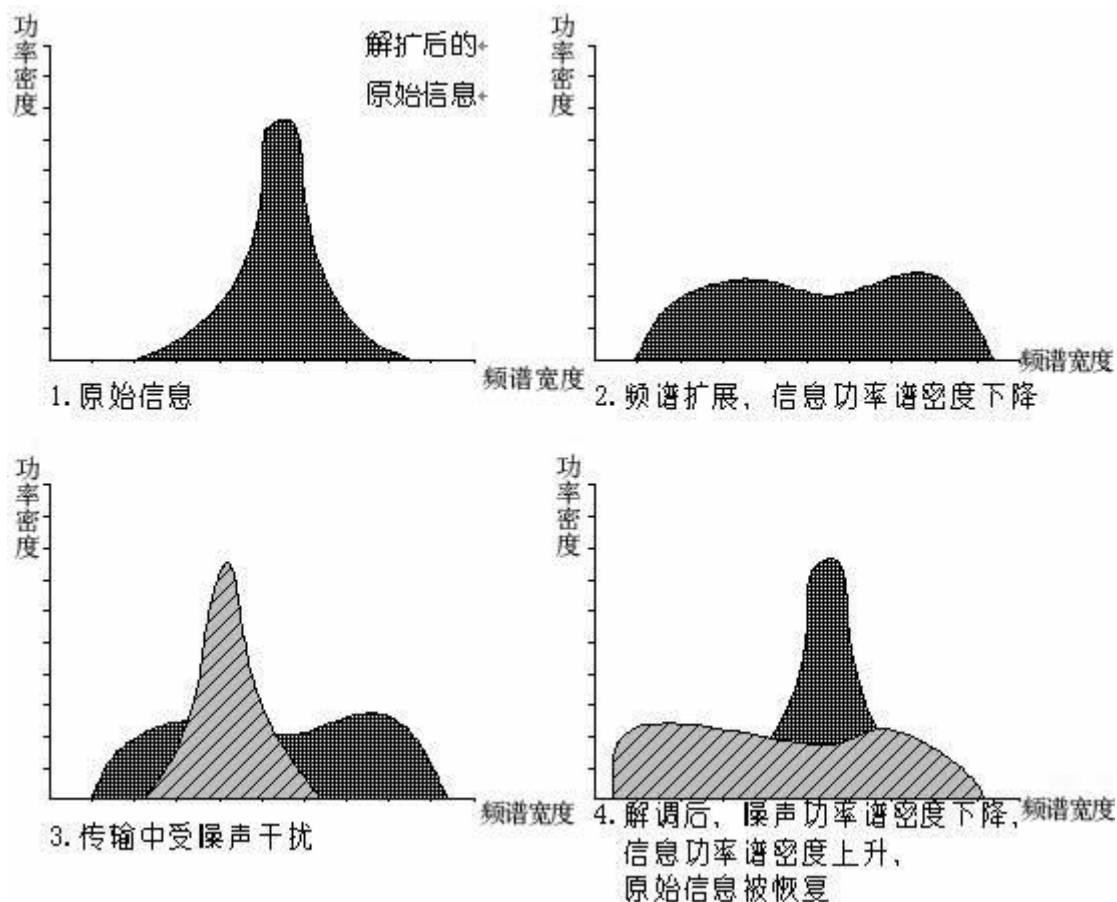 功率密度
解扩后的
原始信息
频谱宽度
1.原始信息
功率密度
频谱宽度
2.频谱扩展、信息功率谱密度下降
功率密度
频谱宽度
3.传输中受噪声干扰
功率密度
频谱宽度
4.解调后、噪声功率谱密度下降、
信息功率谱密度上升、
原始信息被恢复